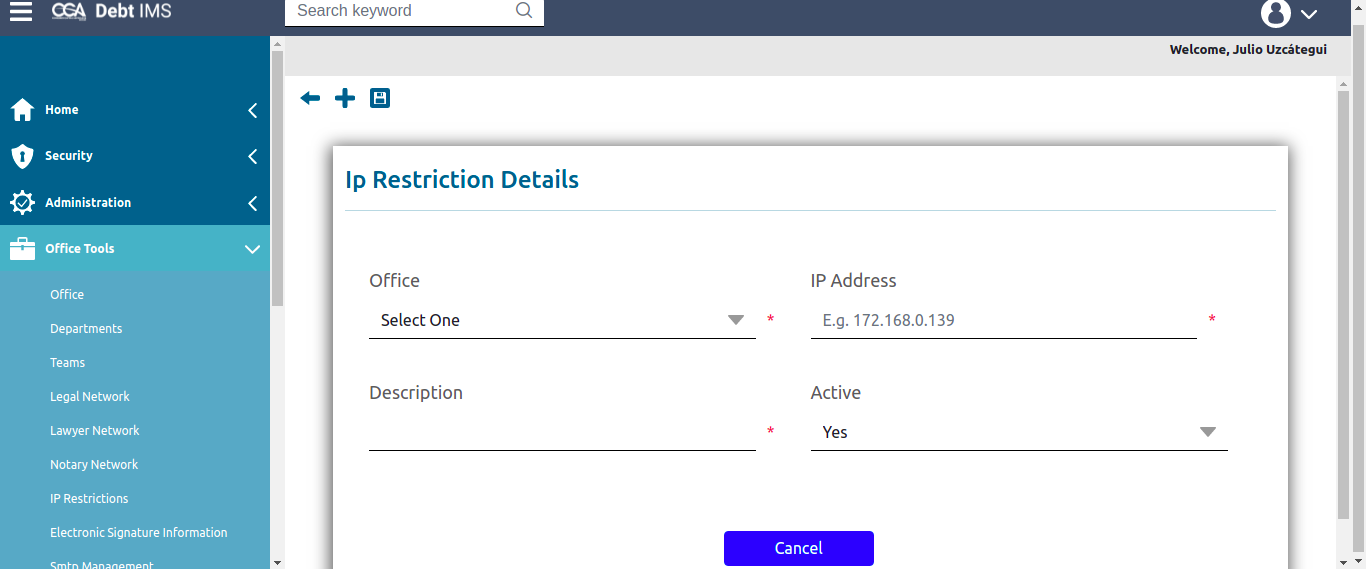 CGA Debt IMS
Search keyword
Welcome, Julio Uzcátegui
Home
Security
Administration
Office Tools
Office
Departments
Teams
Legal Network
Lawyer Network
Notary Network
IP Restrictions
Electronic Signature Information
Smtp Management
Ip Restriction Details
Office
IP Address
Select One
*
E.g. 172.168.0.139
*
Description
Active
*
Yes
Cancel